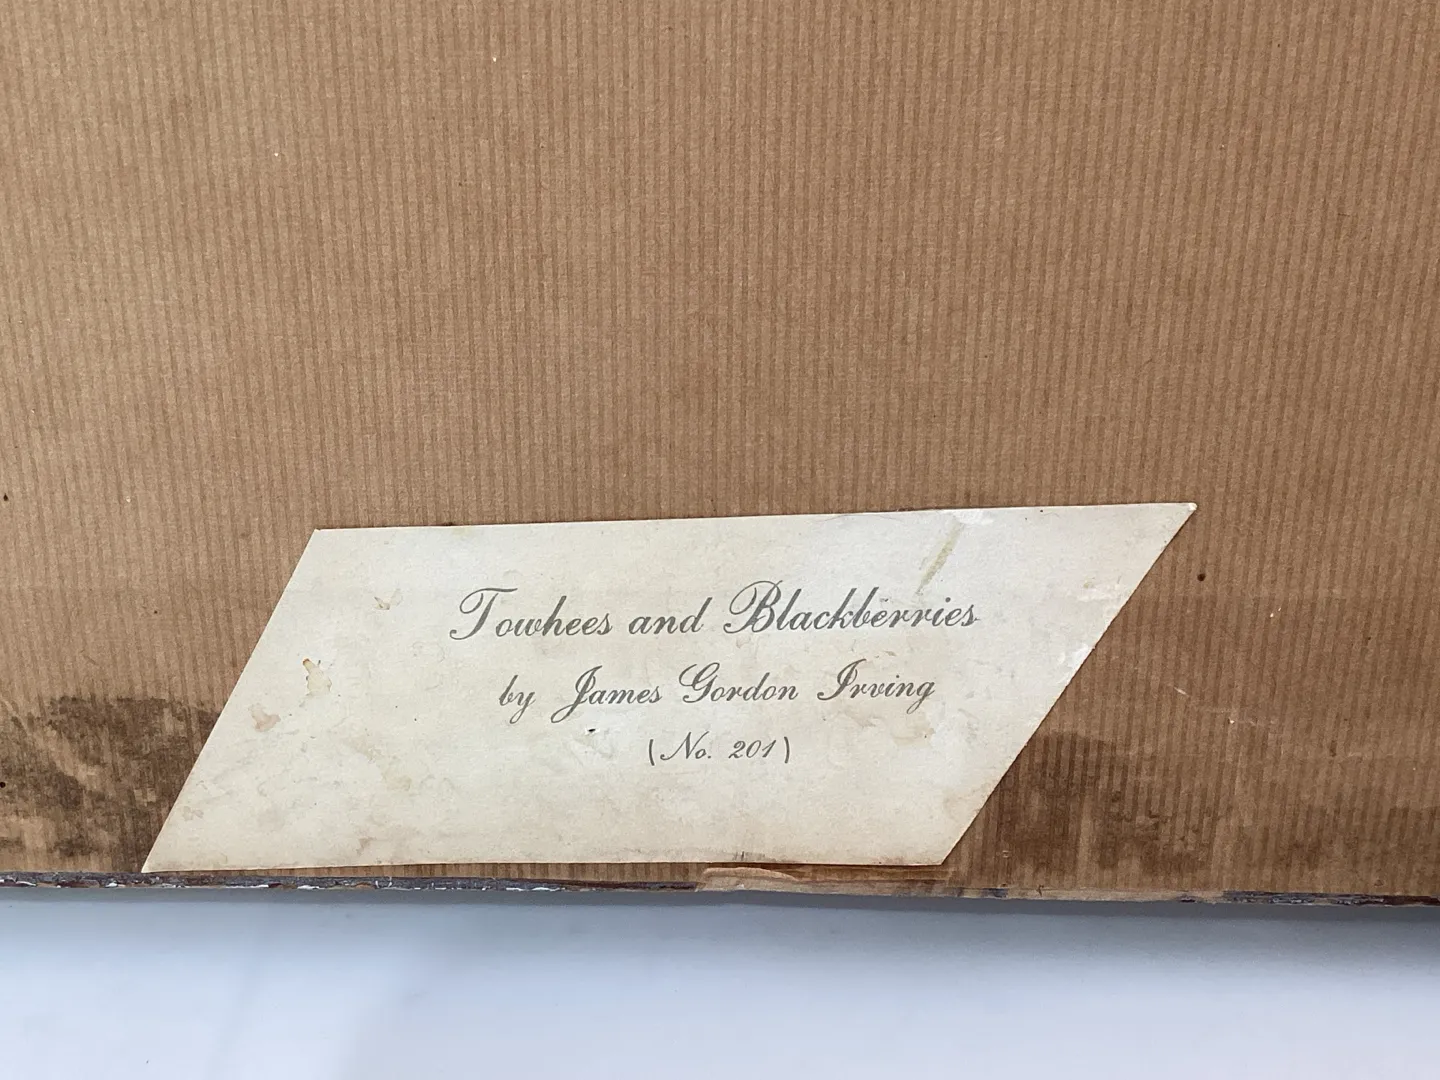 Towhees and Blackberries
by James Gordon Irving
(No. 201)